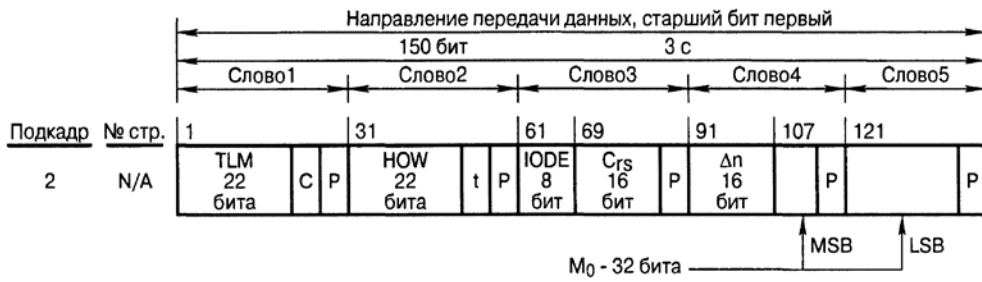 Направление передачи данных, старший бит первый
150 бит 3 с
Слово1 Слово2 Слово3 Слово4 Слово5
Подкадр № стр. 1 31 61 69 91 107 121
2 N/A TLM 22 бита C P HOW 22 бита t P IODE 8 бит Crs 16 бит P Δn 16 бит P P
MSB LSB
M0 - 32 бита